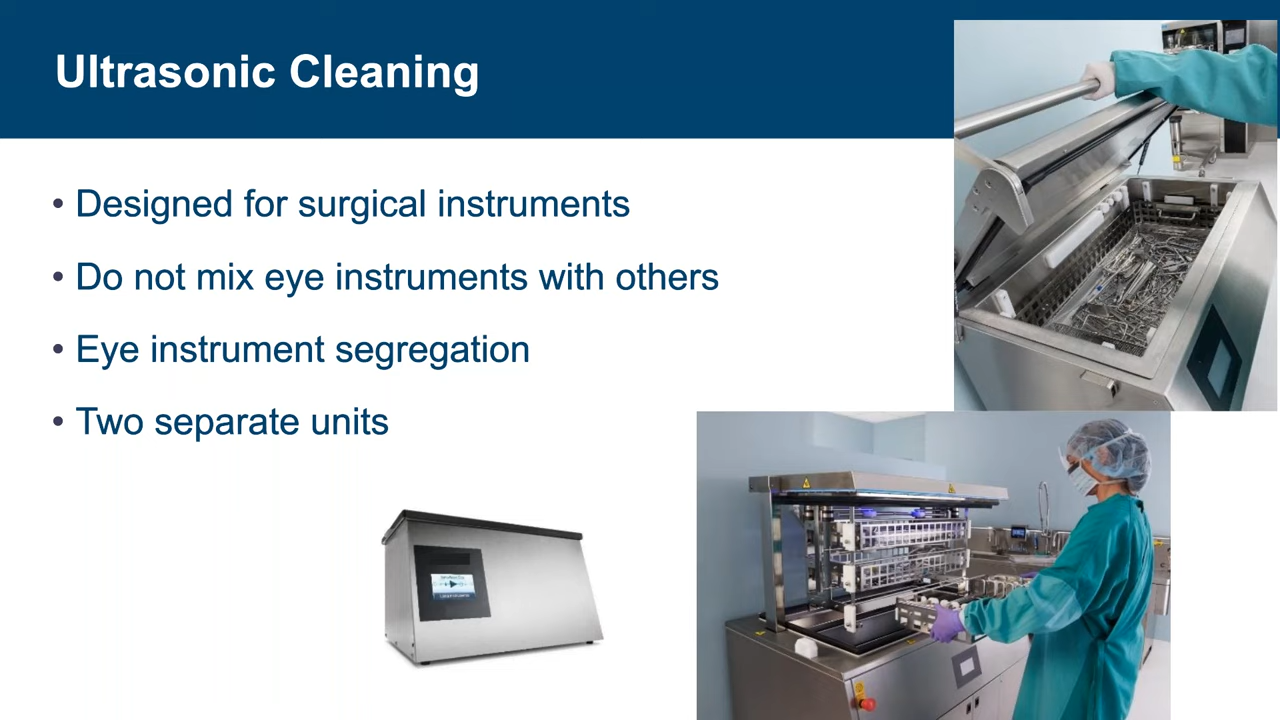 Ultrasonic Cleaning
• Designed for surgical instruments
• Do not mix eye instruments with others
• Eye instrument segregation
• Two separate units